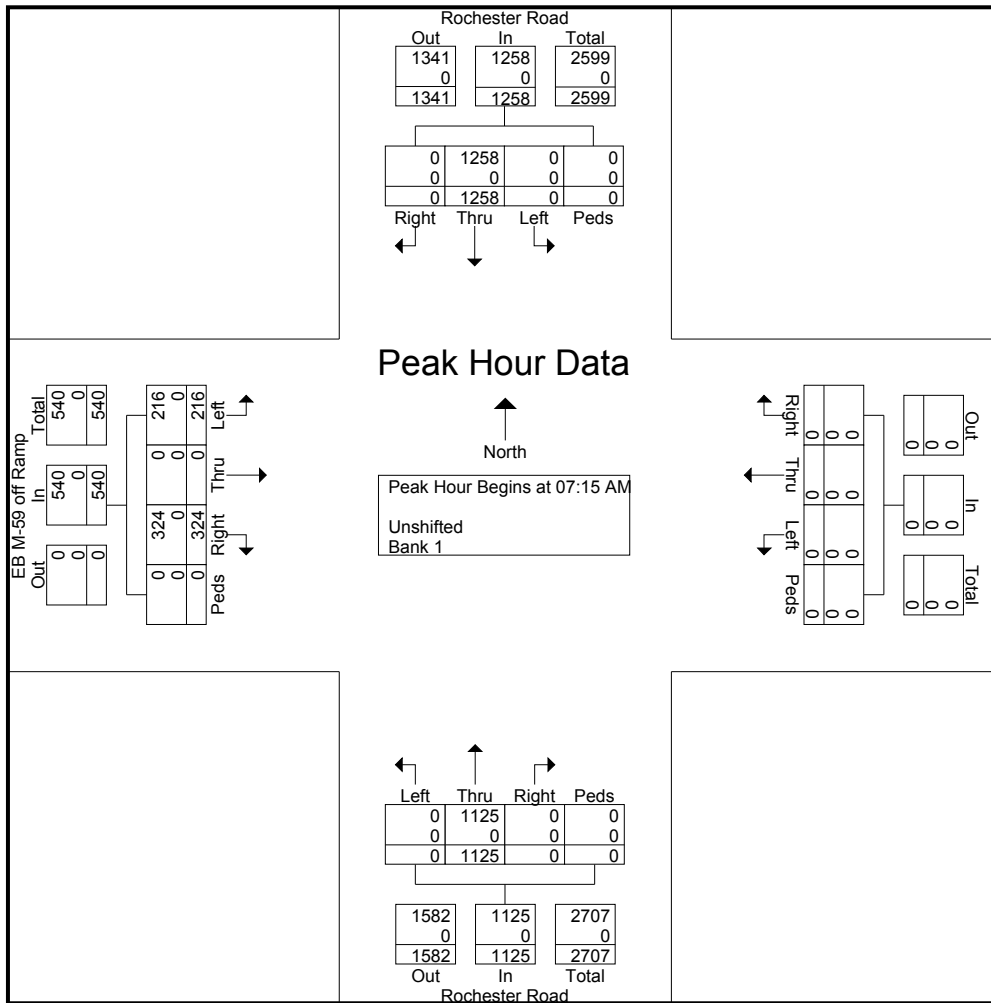 Rochester Road
Out In Total
1341 1258 2599
0 0 0
1341 1258 2599
0 1258 0 0
0 0 0 0
0 1258 0 0
Right Thru Left Peds
Peak Hour Data
North
Peak Hour Begins at 07:15 AM
Unshifted
Bank 1
EB M-59 off Ramp
Out In Total
0 540 540
0 0 0
0 540 540
Peds Right Thru Left
0 324 0 216
0 0 0 0
0 324 0 216
Out In Total
0 0 0
0 0 0
0 0 0
Right Thru Left Peds
0 0 0 0
0 0 0 0
0 0 0 0
Left Thru Right Peds
0 1125 0 0
0 0 0 0
0 1125 0 0
1582 1125 2707
0 0 0
1582 1125 2707
Out In Total
Rochester Road